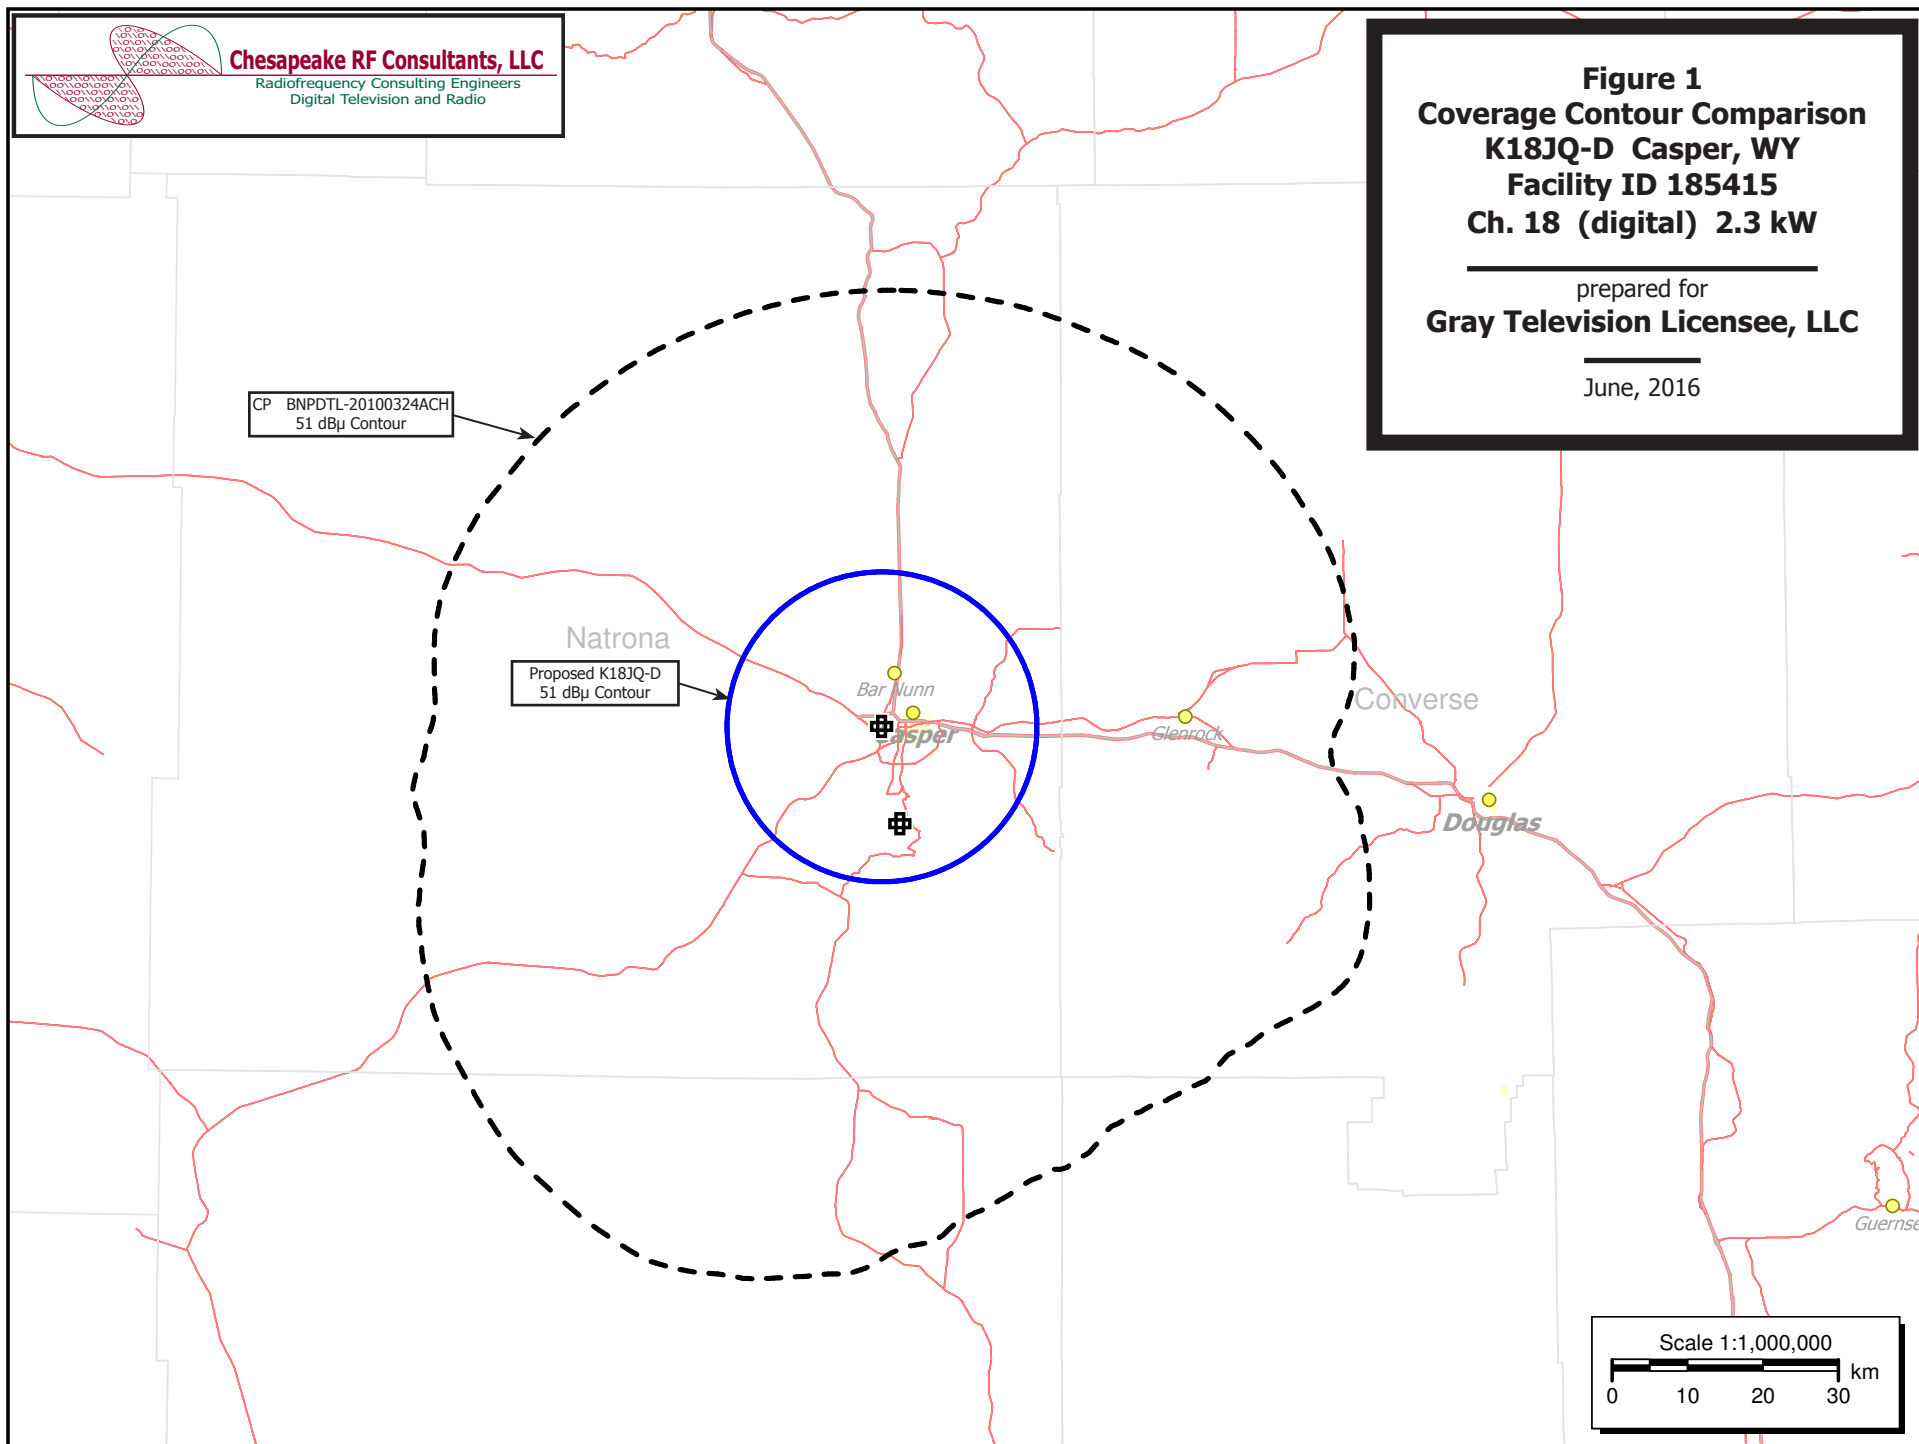 Chesapeake RF Consultants, LLC
Radiofrequency Consulting Engineers
Digital Television and Radio
Figure 1
Coverage Contour Comparison
K18JQ-D Casper, WY
Facility ID 185415
Ch. 18 (digital) 2.3 kW
prepared for
Gray Television Licensee, LLC
June, 2016
CP BNPDTL-20100324ACH
51 dBµ Contour
Natrona
Proposed K18JQ-D
51 dBµ Contour
Bar Nunn
Casper
Glenrock
Converse
Douglas
Guernse
Scale 1:1,000,000
km
0 10 20 30